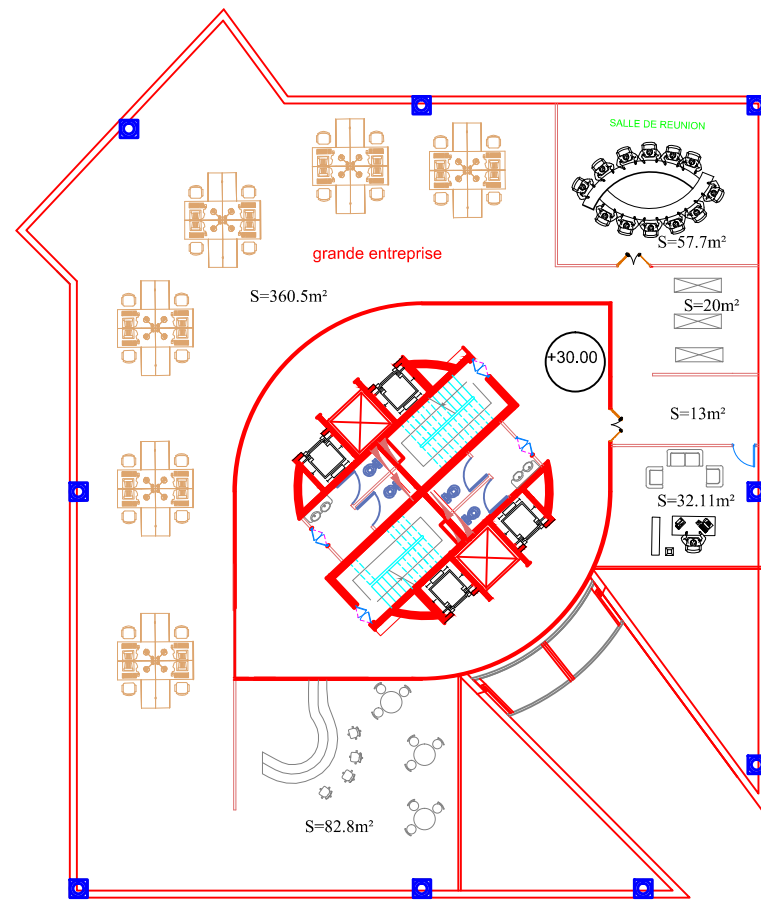 SALLE DE REUNION
S=57.7m²
grande entreprise
S=360.5m²
S=20m²
+30.00
S=13m²
S=32.11m²
S=82.8m²